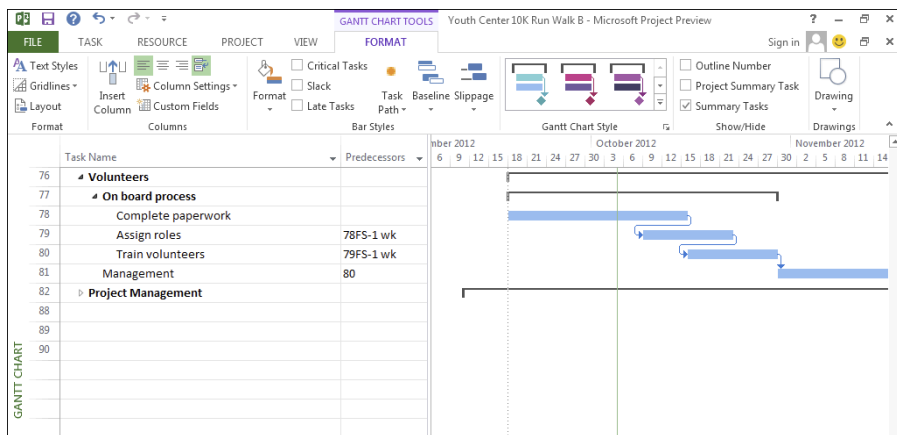 GANTT CHART TOOLS Youth Center 10K Run Walk B - Microsoft Project Preview ?
FILE TASK RESOURCE PROJECT VIEW FORMAT Sign in
Text Styles
Gridlines
Layout
Format
Insert Column
Column Settings
Custom Fields
Columns
Format
Critical Tasks
Slack
Late Tasks
Task Path
Baseline
Slippage
Bar Styles
Gantt Chart Style
Outline Number
Project Summary Task
Summary Tasks
Show/Hide
Drawing
Drawings
Task Name Predecessors
mber 2012 October 2012 November 2012
6 9 12 15 18 21 24 27 30 3 6 9 12 15 18 21 24 27 30 2 5 8 11 14
76 Volunteers
77 On board process
78 Complete paperwork
79 Assign roles 78FS-1 wk
80 Train volunteers 79FS-1 wk
81 Management 80
82 Project Management
88
89
90
GANTT CHART